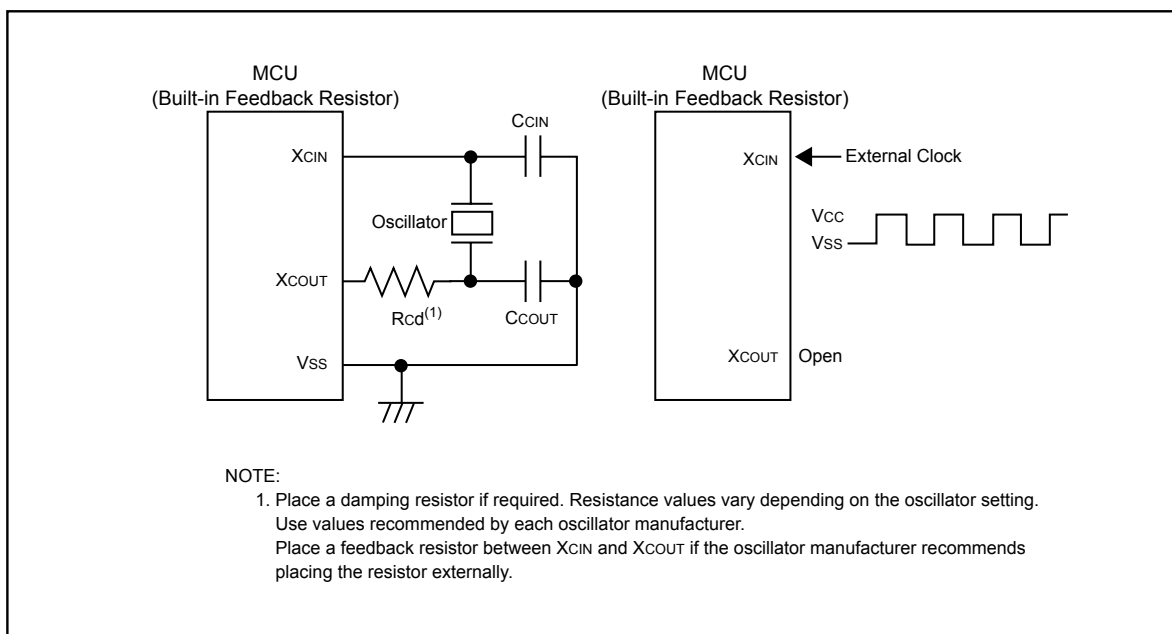 MCU
(Built-in Feedback Resistor)
XCIN
CCIN
Oscillator
XCOUT
RCd(1)
CCOUT
VSS
MCU
(Built-in Feedback Resistor)
XCIN
External Clock
VCC
VSS
XCOUT
Open
NOTE:
1. Place a damping resistor if required. Resistance values vary depending on the oscillator setting.
Use values recommended by each oscillator manufacturer.
Place a feedback resistor between XCIN and XCOUT if the oscillator manufacturer recommends
placing the resistor externally.